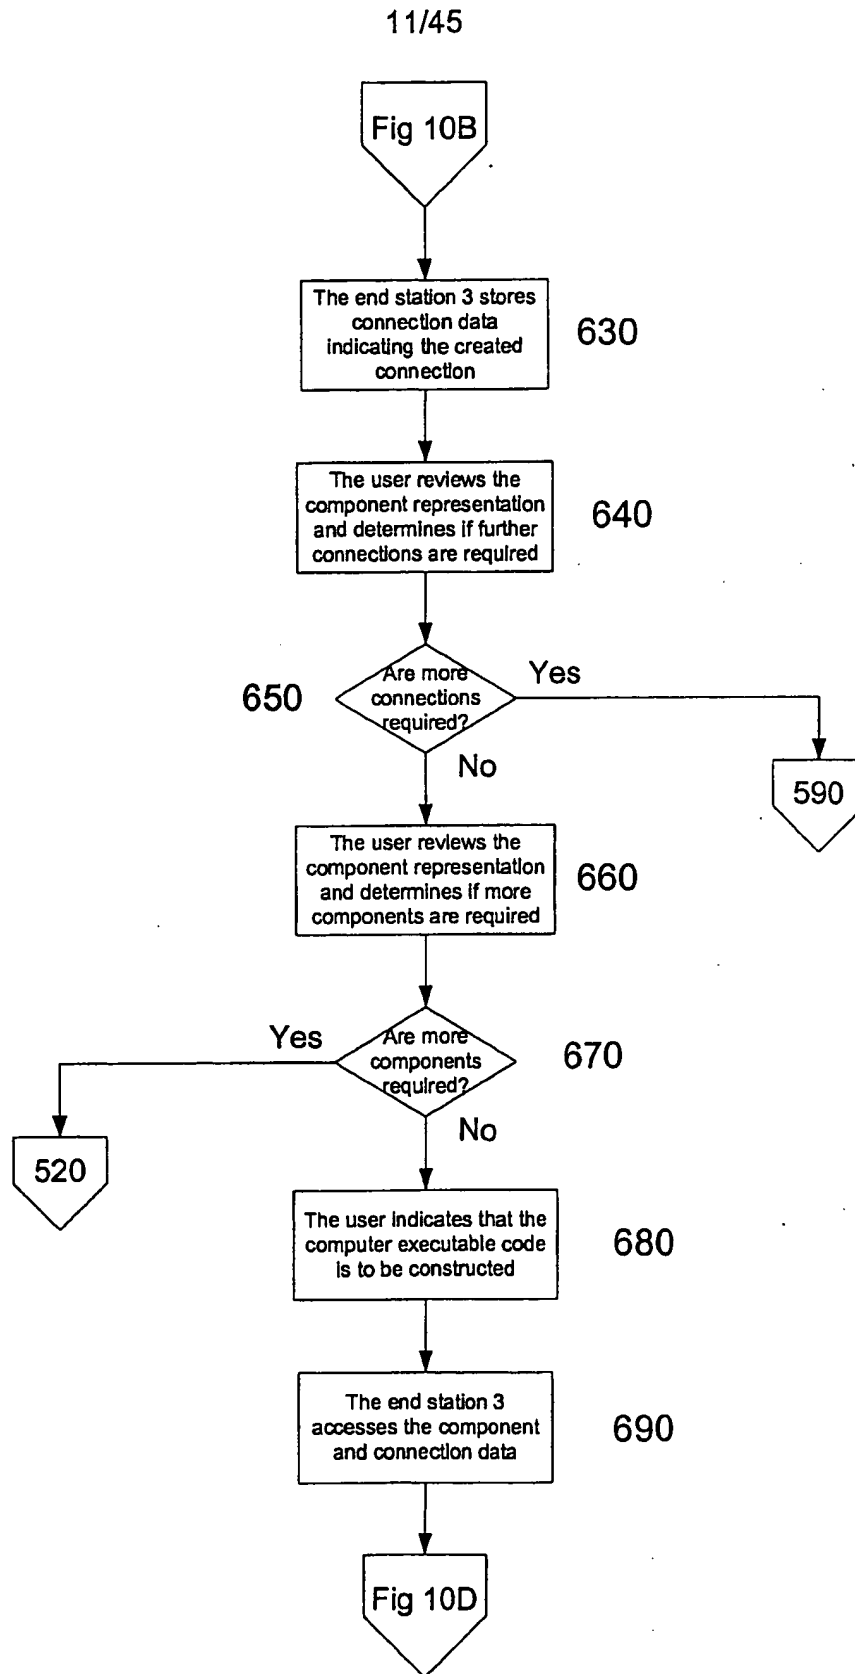 11/45
Fig 10B
The end station 3 stores
connection data
indicating the created
connection
630
The user reviews the
component representation
and determines if further
connections are required
640
650
Are more
connections
required?
Yes
No
590
The user reviews the
component representation
and determines if more
components are required
660
Yes
Are more
components
required?
670
No
520
The user indicates that the
computer executable code
is to be constructed
680
The end station 3
accesses the component
and connection data
690
Fig 10D